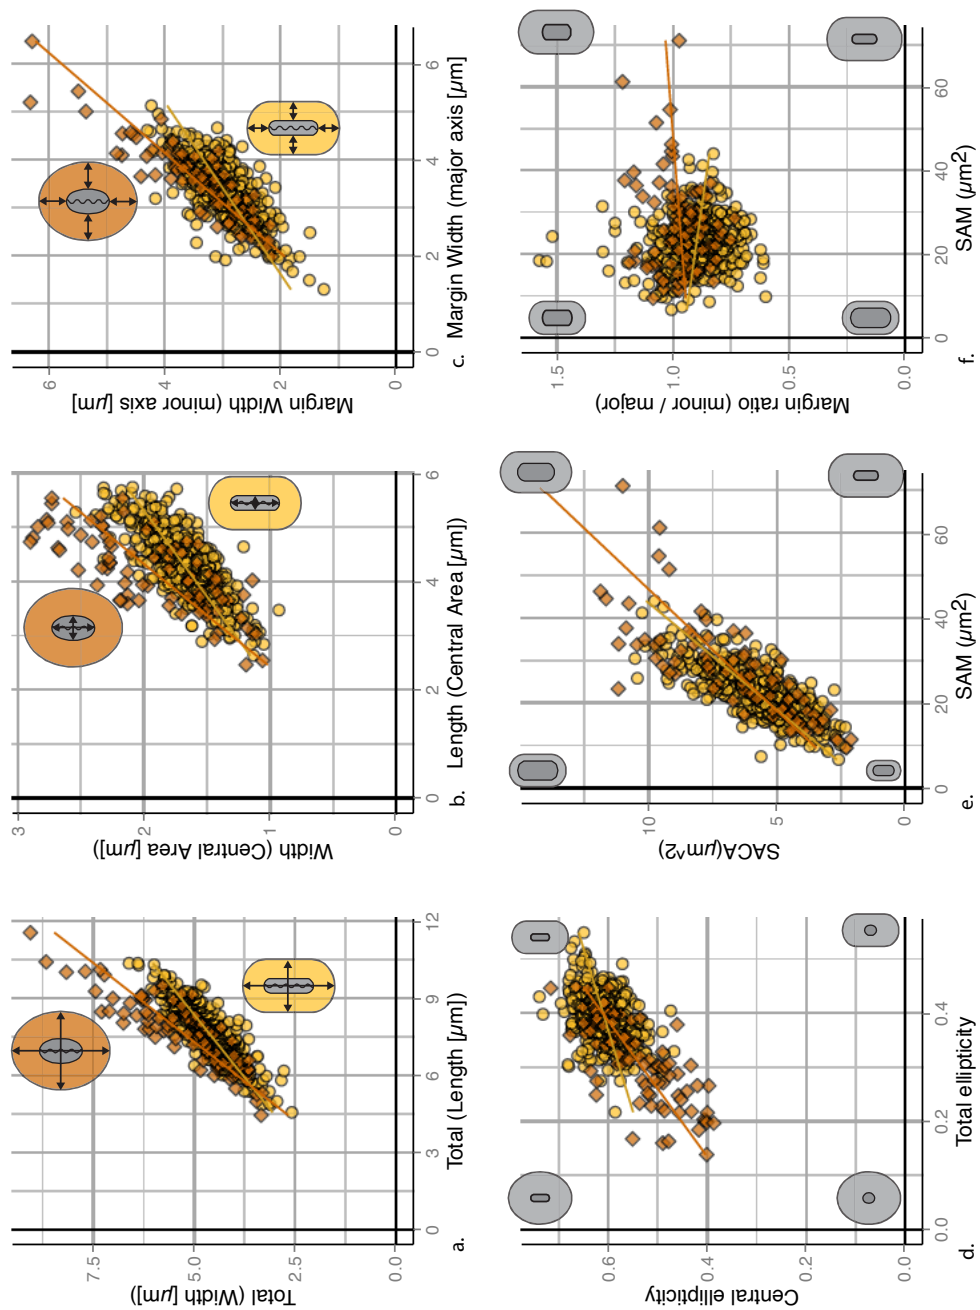 7.5
5.0
2.5
0.0
0
3
6
9
12
Total (Width [µm])
Total (Length [µm])
a.
3
2
1
0
0
2
4
6
Width (Central Area [µm])
Length (Central Area [µm])
b.
6
4
2
0
0
2
4
6
Margin Width (minor axis [µm]
Margin Width (major axis [µm]
c.
0.6
0.4
0.2
0.0
0.0
0.2
0.4
Central ellipticity
Total ellipticity
d.
10
5
0
0
20
40
60
SACA(µm^2)
SAM (µm2)
e.
1.5
1.0
0.5
0.0
0
20
40
60
Margin ratio (minor / major)
SAM (µm2)
f.